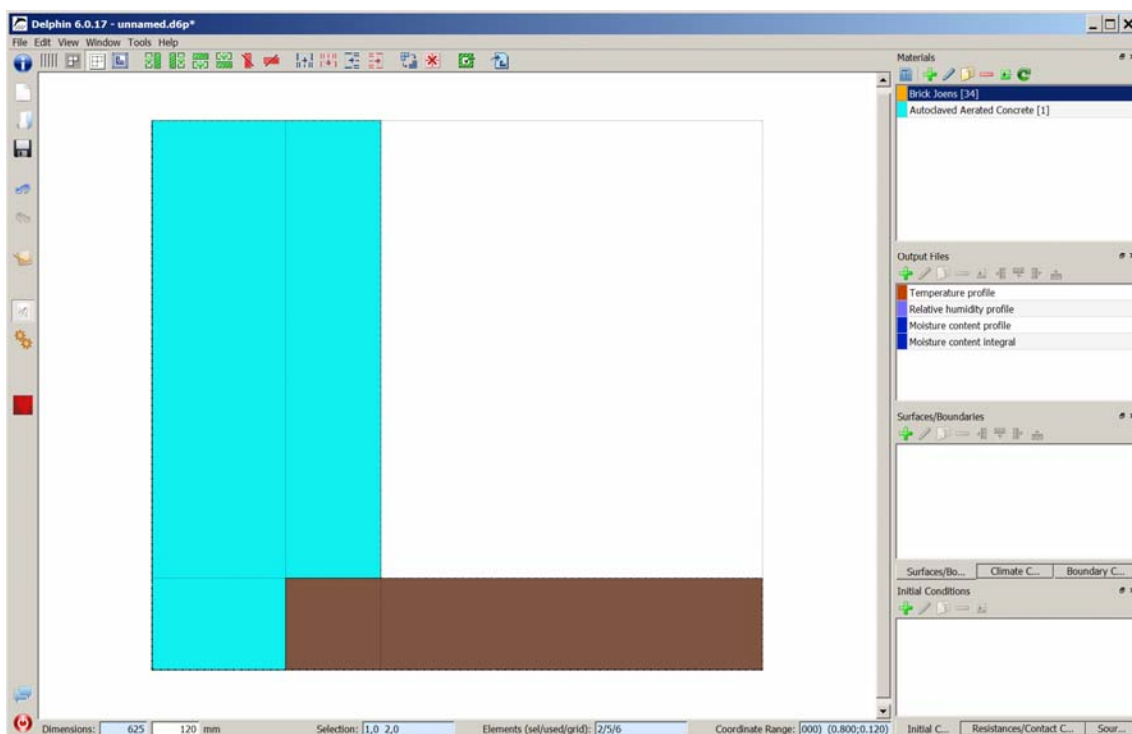 Delphin 6.0.17 - unnamed.d6p*
File Edit View Window Tools Help
Materials
Brick Joens [34]
Autoclaved Aerated Concrete [1]
Output Files
Temperature profile
Relative humidity profile
Moisture content profile
Moisture content integral
Surfaces/Boundaries
Surfaces/Bo... Climate C... Boundary C...
Initial Conditions
Initial C... Resistances/Contact C... Sour...
Dimensions: 625 120 mm Selection: 1,0 2,0 Elements (sel/used/grid): 2/5/6 Coordinate Range: 000) (0.800;0.120)